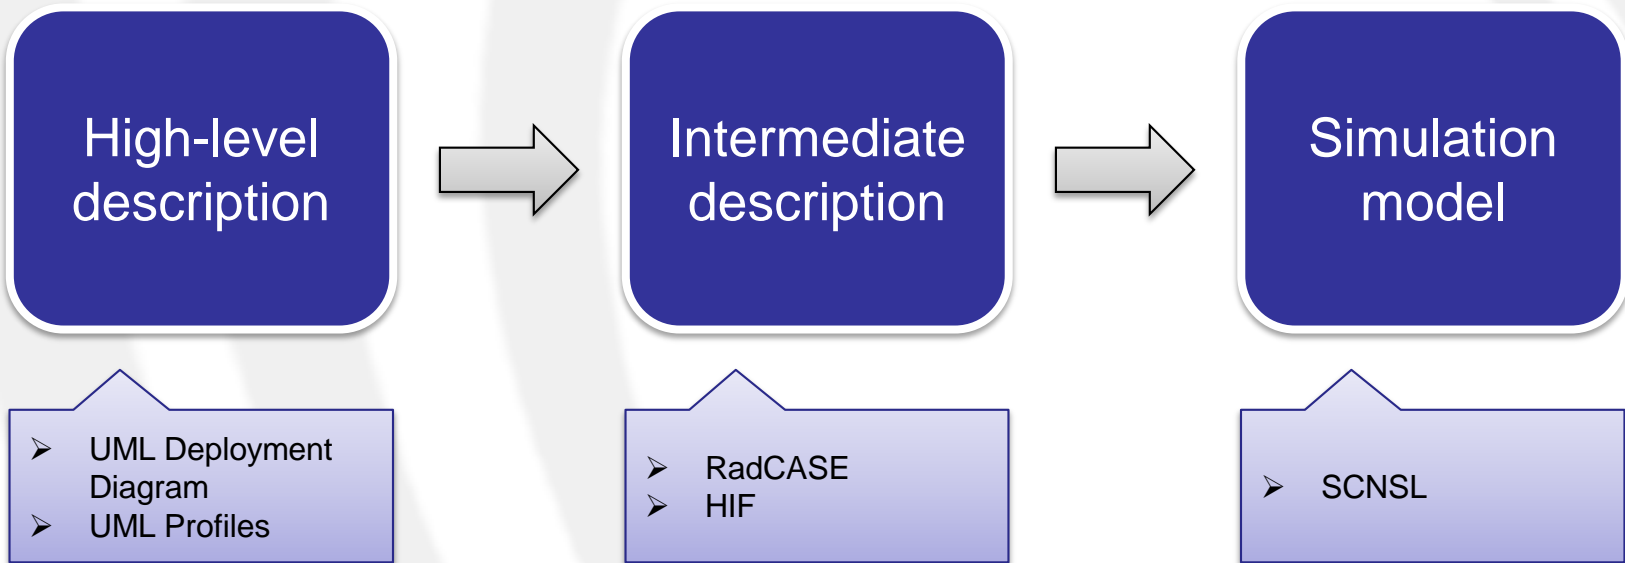 High-level
description
Intermediate
description
Simulation
model
➢ UML Deployment
Diagram
➢ UML Profiles
➢ RadCASE
➢ HIF
➢ SCNSL